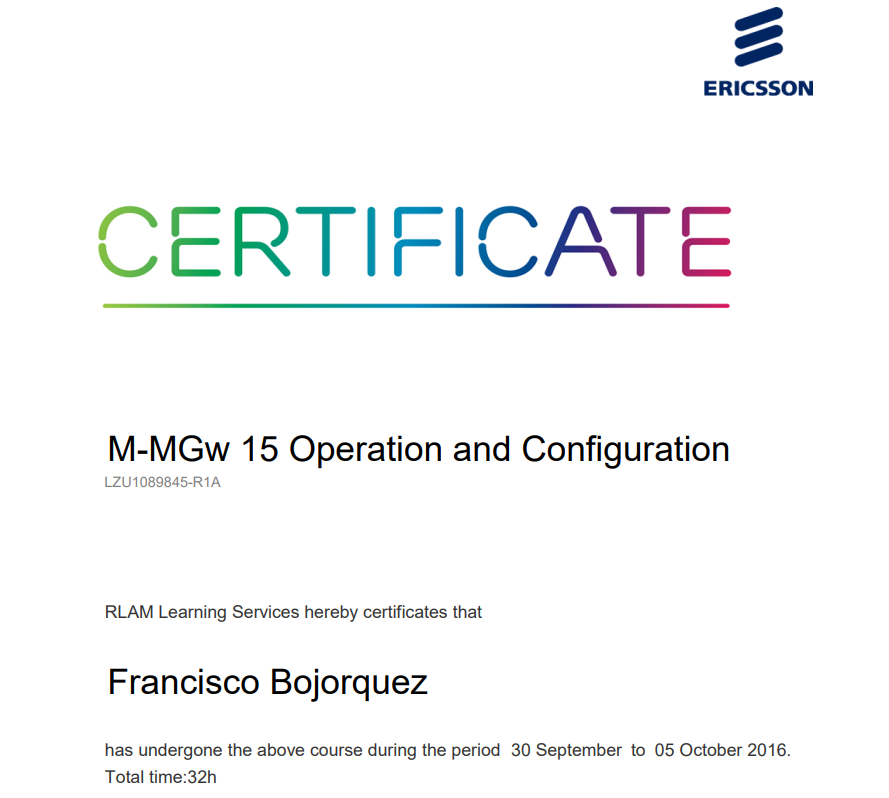 ERICSSON
CERTIFICATE
M-MGw 15 Operation and Configuration
LZU1089845-R1A
RLAM Learning Services hereby certificates that
Francisco Bojorquez
has undergone the above course during the period 30 September to 05 October 2016.
Total time:32h